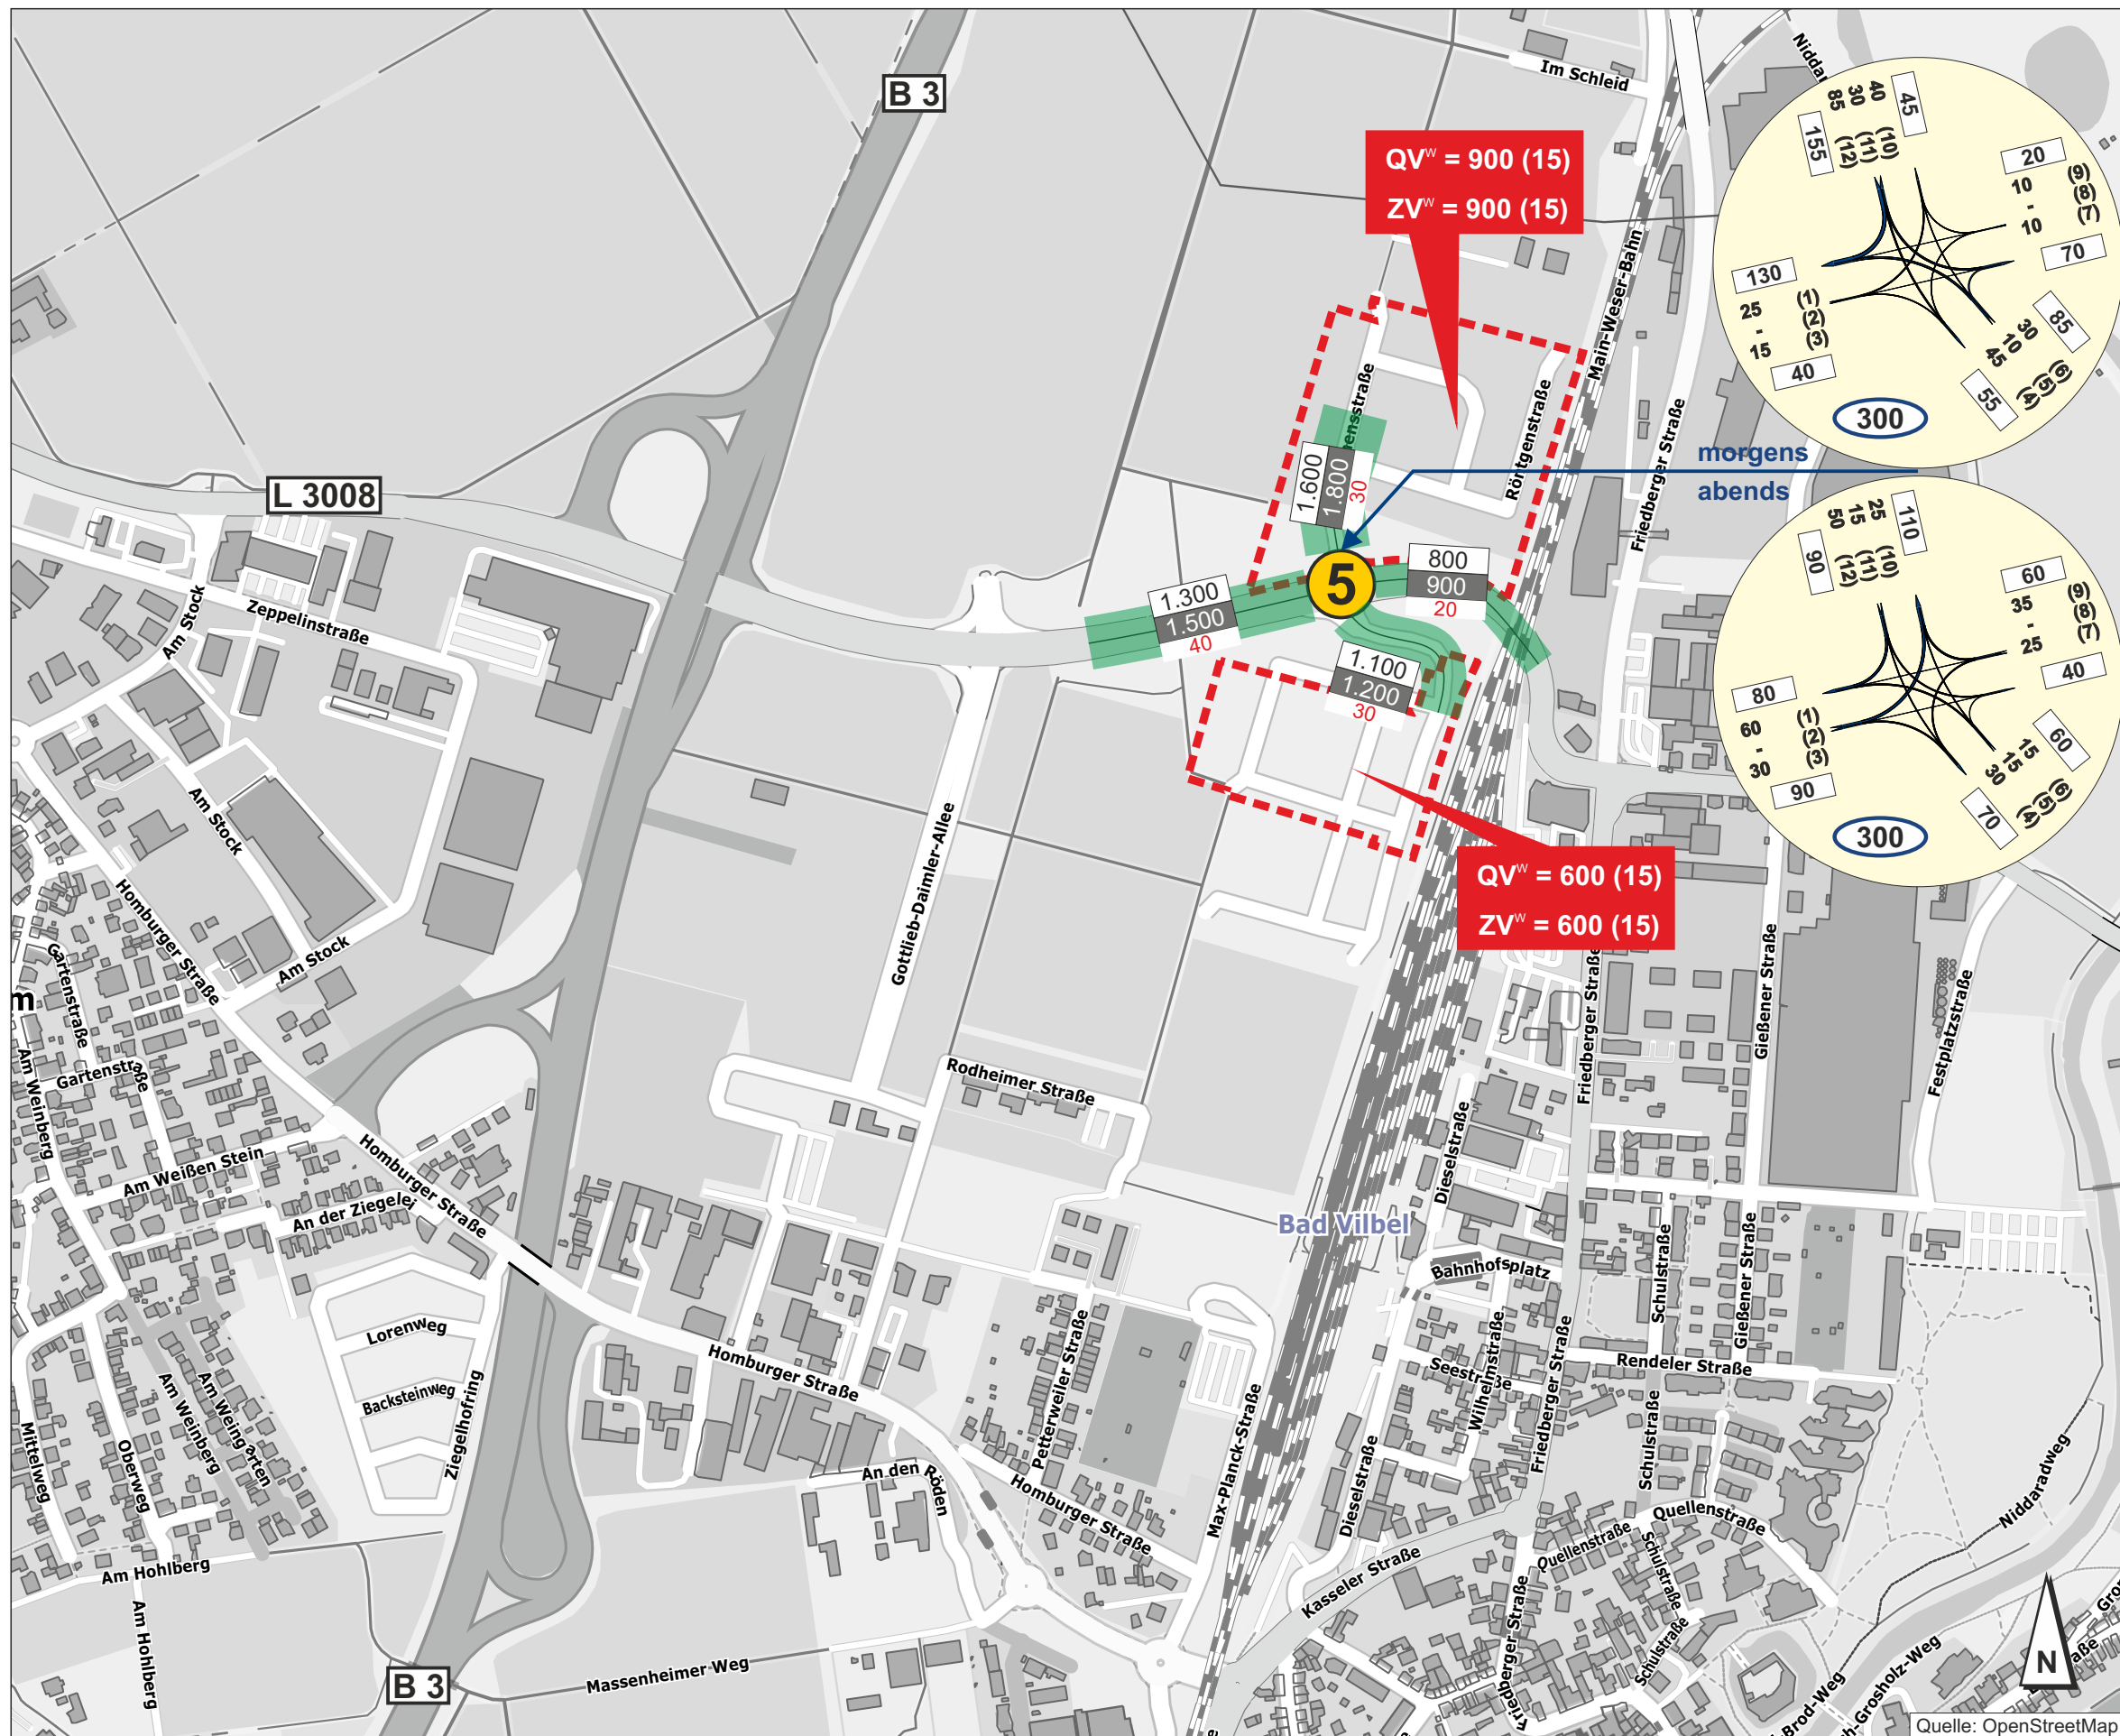 B 3
Im Schleid
QVʷ = 900 (15)
ZVʷ = 900 (15)
Main-Weser-Bahn
Röntgenstraße
Friedberger Straße
85
30
40
45
155
(12)
(11)
(10)
20
10
-
10
(9)
(8)
(7)
70
130
25
-
15
(1)
(2)
(3)
40
85
30
10
45
(6)
(5)
(4)
55
300
morgens
abends
50
15
25
110
90
(12)
(11)
(10)
60
35
-
25
(9)
(8)
(7)
40
80
60
-
30
(1)
(2)
(3)
90
60
15
15
30
(6)
(5)
(4)
70
300
L 3008
1.600
1.800
30
5
800
900
20
1.300
1.500
40
1.100
1.200
30
QVʷ = 600 (15)
ZVʷ = 600 (15)
Zeppelinstraße
Am Stock
Am Stock
Am Stock
Homburger Straße
Gottlieb-Daimler-Allee
Gartenstraße
Gartenstraße
Am Weinberg
Am Weißen Stein
An der Ziegelei
Homburger Straße
Rodheimer Straße
Friedberger Straße
Gießener Straße
Festplatzstraße
Dieselstraße
Bad Vilbel
Bahnhofsplatz
Schulstraße
Gießener Straße
Lorenweg
Backsteinweg
Ziegelhofring
Homburger Straße
Petterweiler Straße
Seestraße
Wilhelmstraße
Friedberger Straße
Rendeler Straße
Mittelweg
Oberweg
Am Weinberg
Am Weingarten
An den Röden
Homburger Straße
Max-Planck-Straße
Dieselstraße
Schulstraße
Quellenstraße
Quellenstraße
Schulstraße
Niddaradweg
Am Hohlberg
Am Hohlberg
Kasseler Straße
Friedberger Straße
Schulstraße
Massenheimer Weg
B 3
N
Quelle: OpenStreetMap